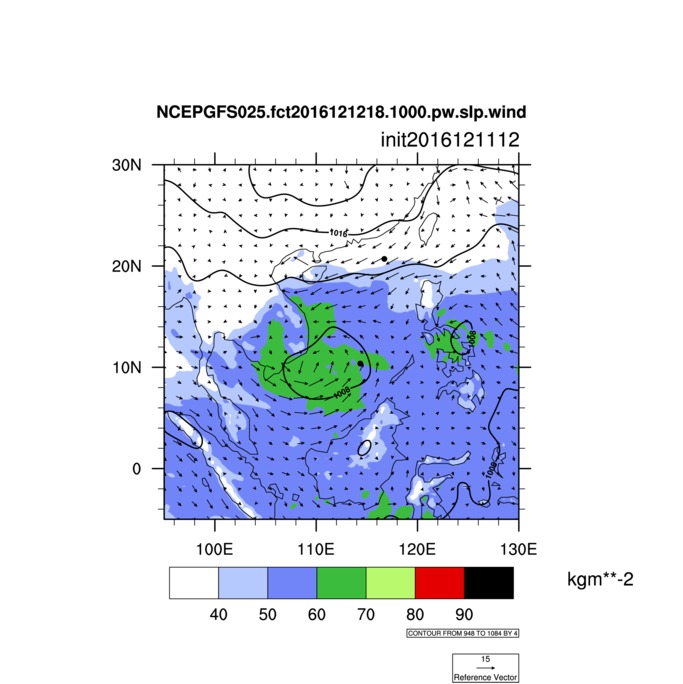 NCEPGFS025.fct2016121218.1000.pw.slp.wind
init2016121112
30N
1016
20N
1008
10N
1008
1008
0
100E 110E 120E 130E
kgm**-2
40 50 60 70 80 90
CONTOUR FROM 948 TO 1084 BY 4
15
Reference Vector